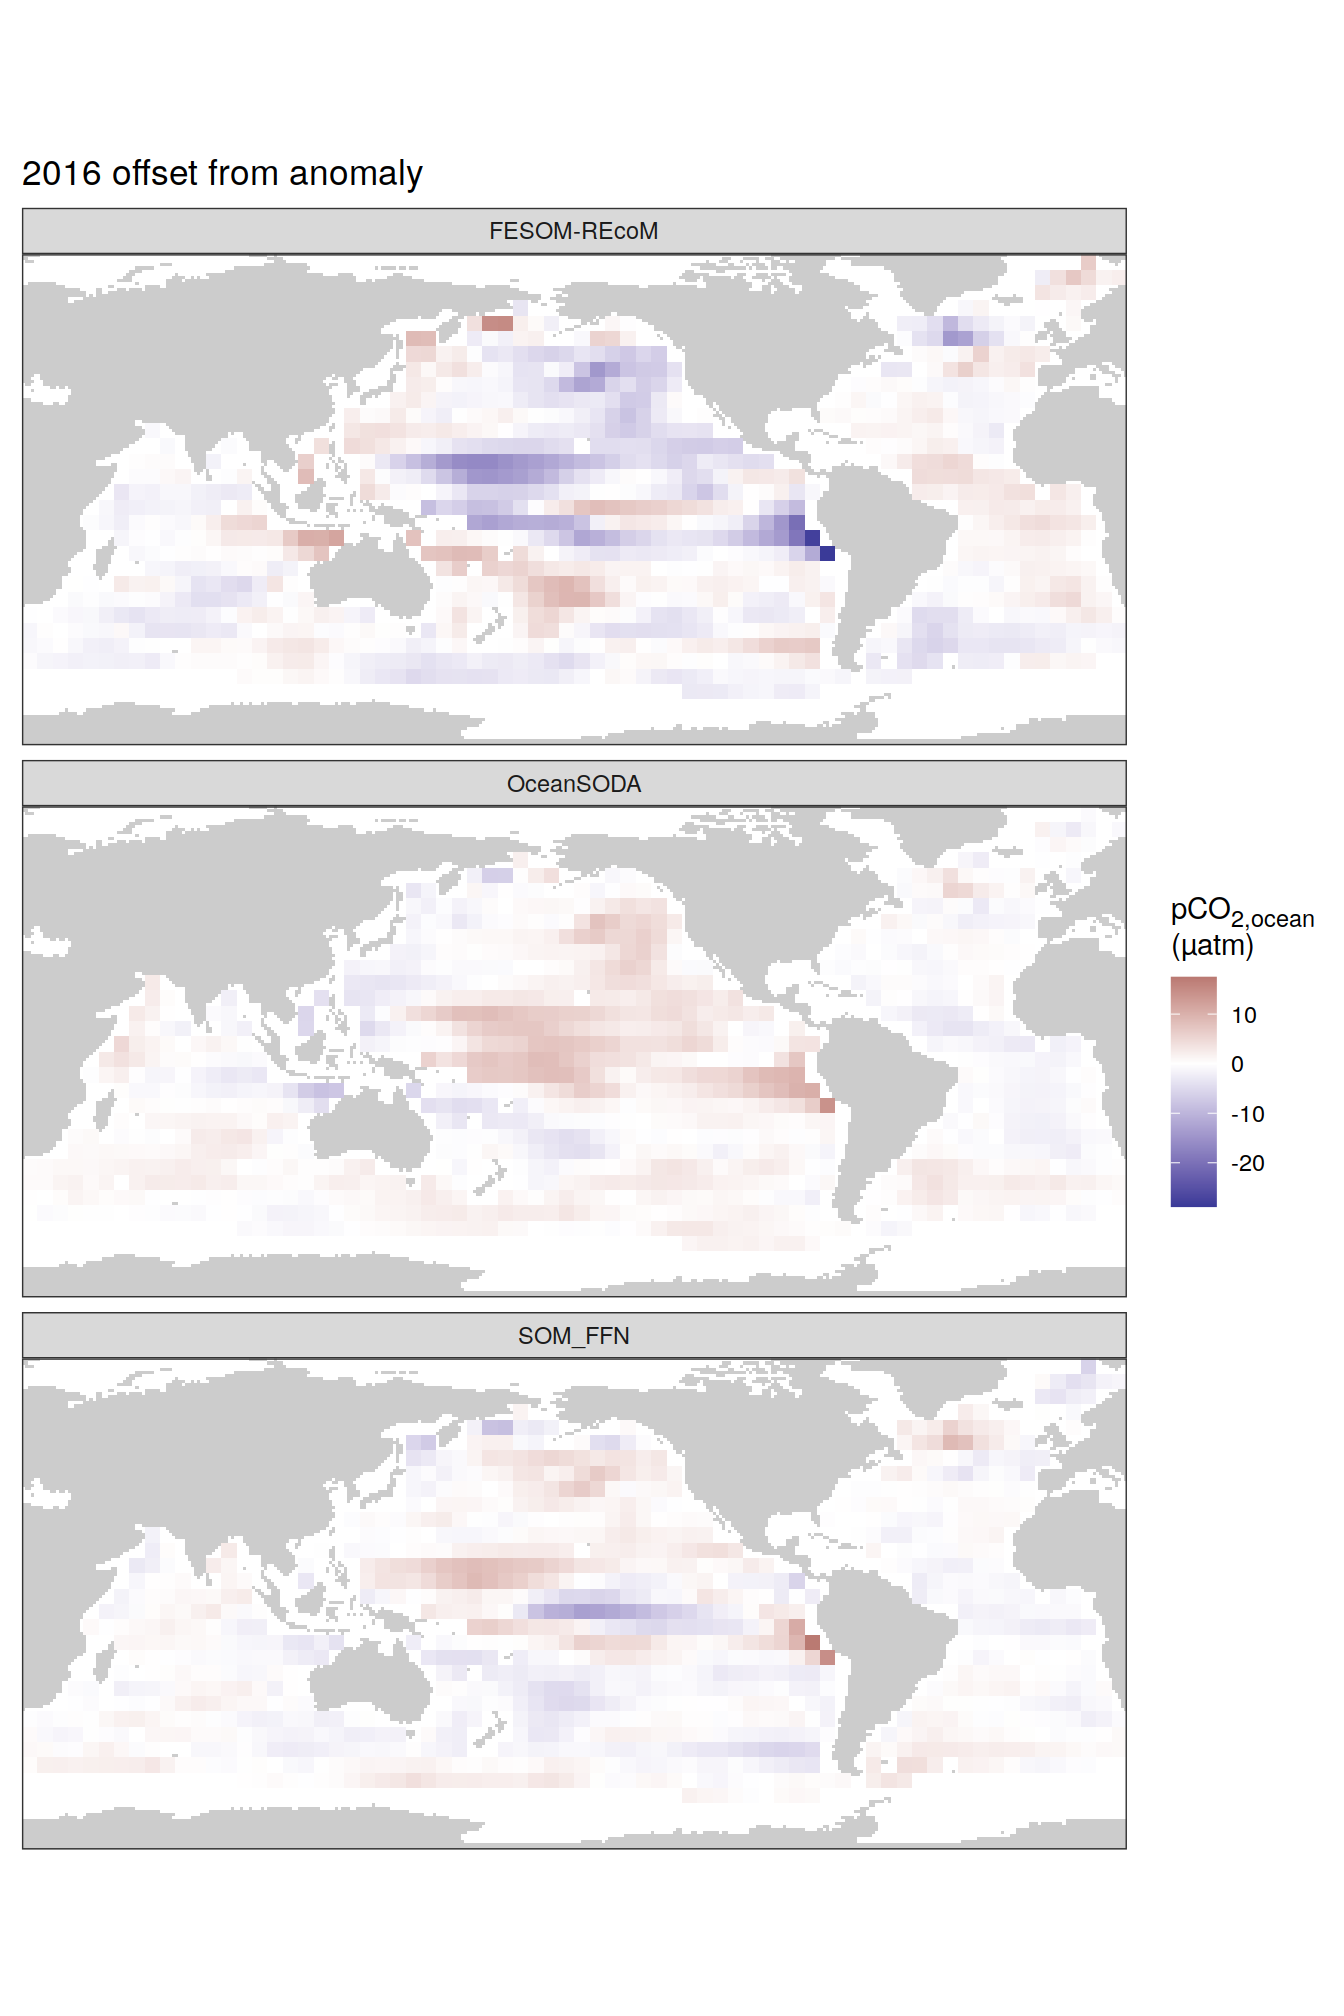 2016 offset from anomaly
FESOM-REcoM
OceanSODA
pCO2,ocean
(µatm)
10
0
-10
-20
SOM_FFN